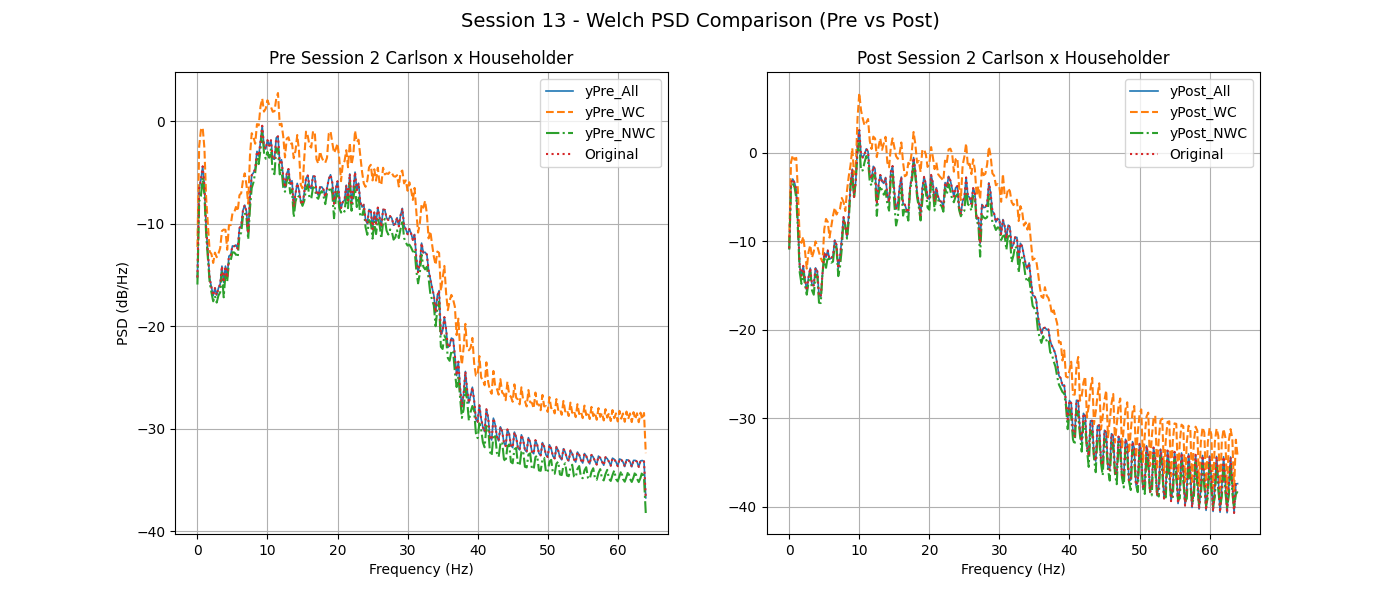 Session 13 - Welch PSD Comparison (Pre vs Post)
Pre Session 2 Carlson x Householder
yPre_All
yPre_WC
yPre_NWC
Original
0
−10
−20
−30
−40
PSD (dB/Hz)
0 10 20 30 40 50 60
Frequency (Hz)
Post Session 2 Carlson x Householder
yPost_All
yPost_WC
yPost_NWC
Original
0
−10
−20
−30
−40
0 10 20 30 40 50 60
Frequency (Hz)